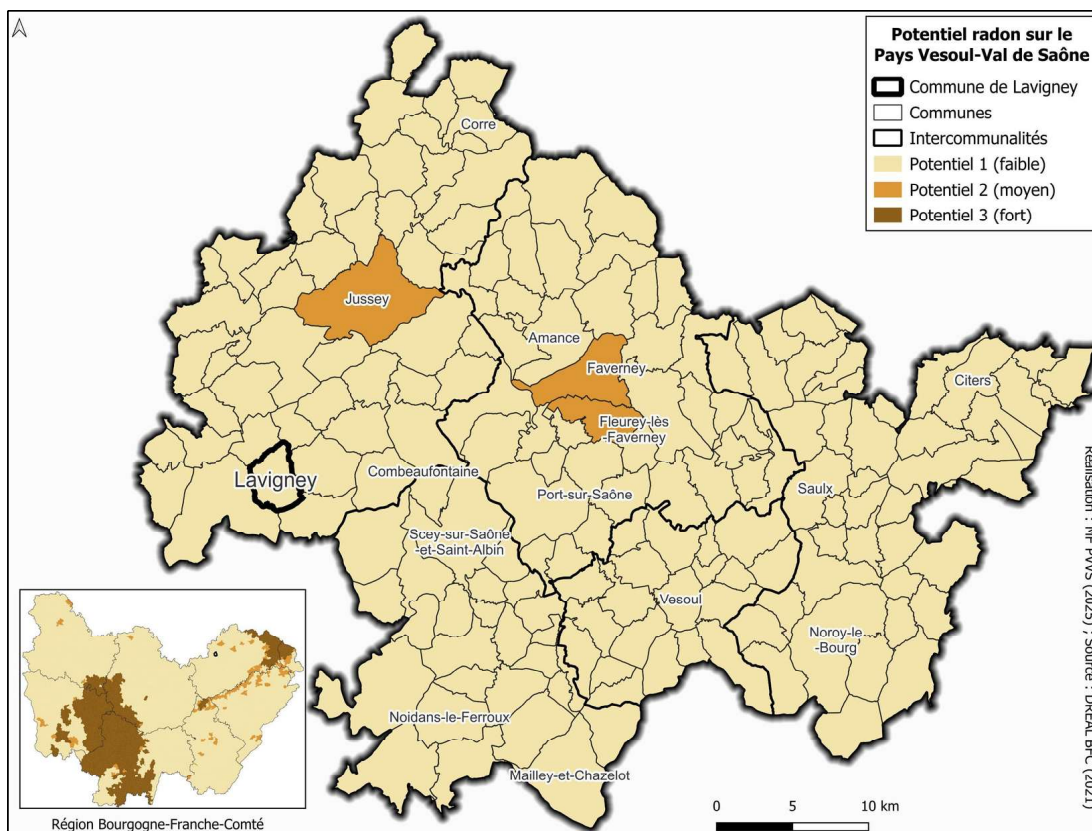 Potentiel radon sur le
Pays Vesoul-Val de Saône
Commune de Lavigney
Communes
Intercommunalités
Potentiel 1 (faible)
Potentiel 2 (moyen)
Potentiel 3 (fort)
Corre
Jussey
Amance
Faverney
Fleurey-lès
-Faverney
Citers
Lavigney
Combeaufontaine
Port-sur-Saône
Saulx
Scey-sur-Saône
-et-Saint-Albin
Vesoul
Noroy-le
-Bourg
Noidans-le-Ferroux
Mailley-et-Chazelot
Réalisation : MF PVVS (2025) ; Source : DREAL BFC (2021)
0 5 10 km
Région Bourgogne-Franche-Comté